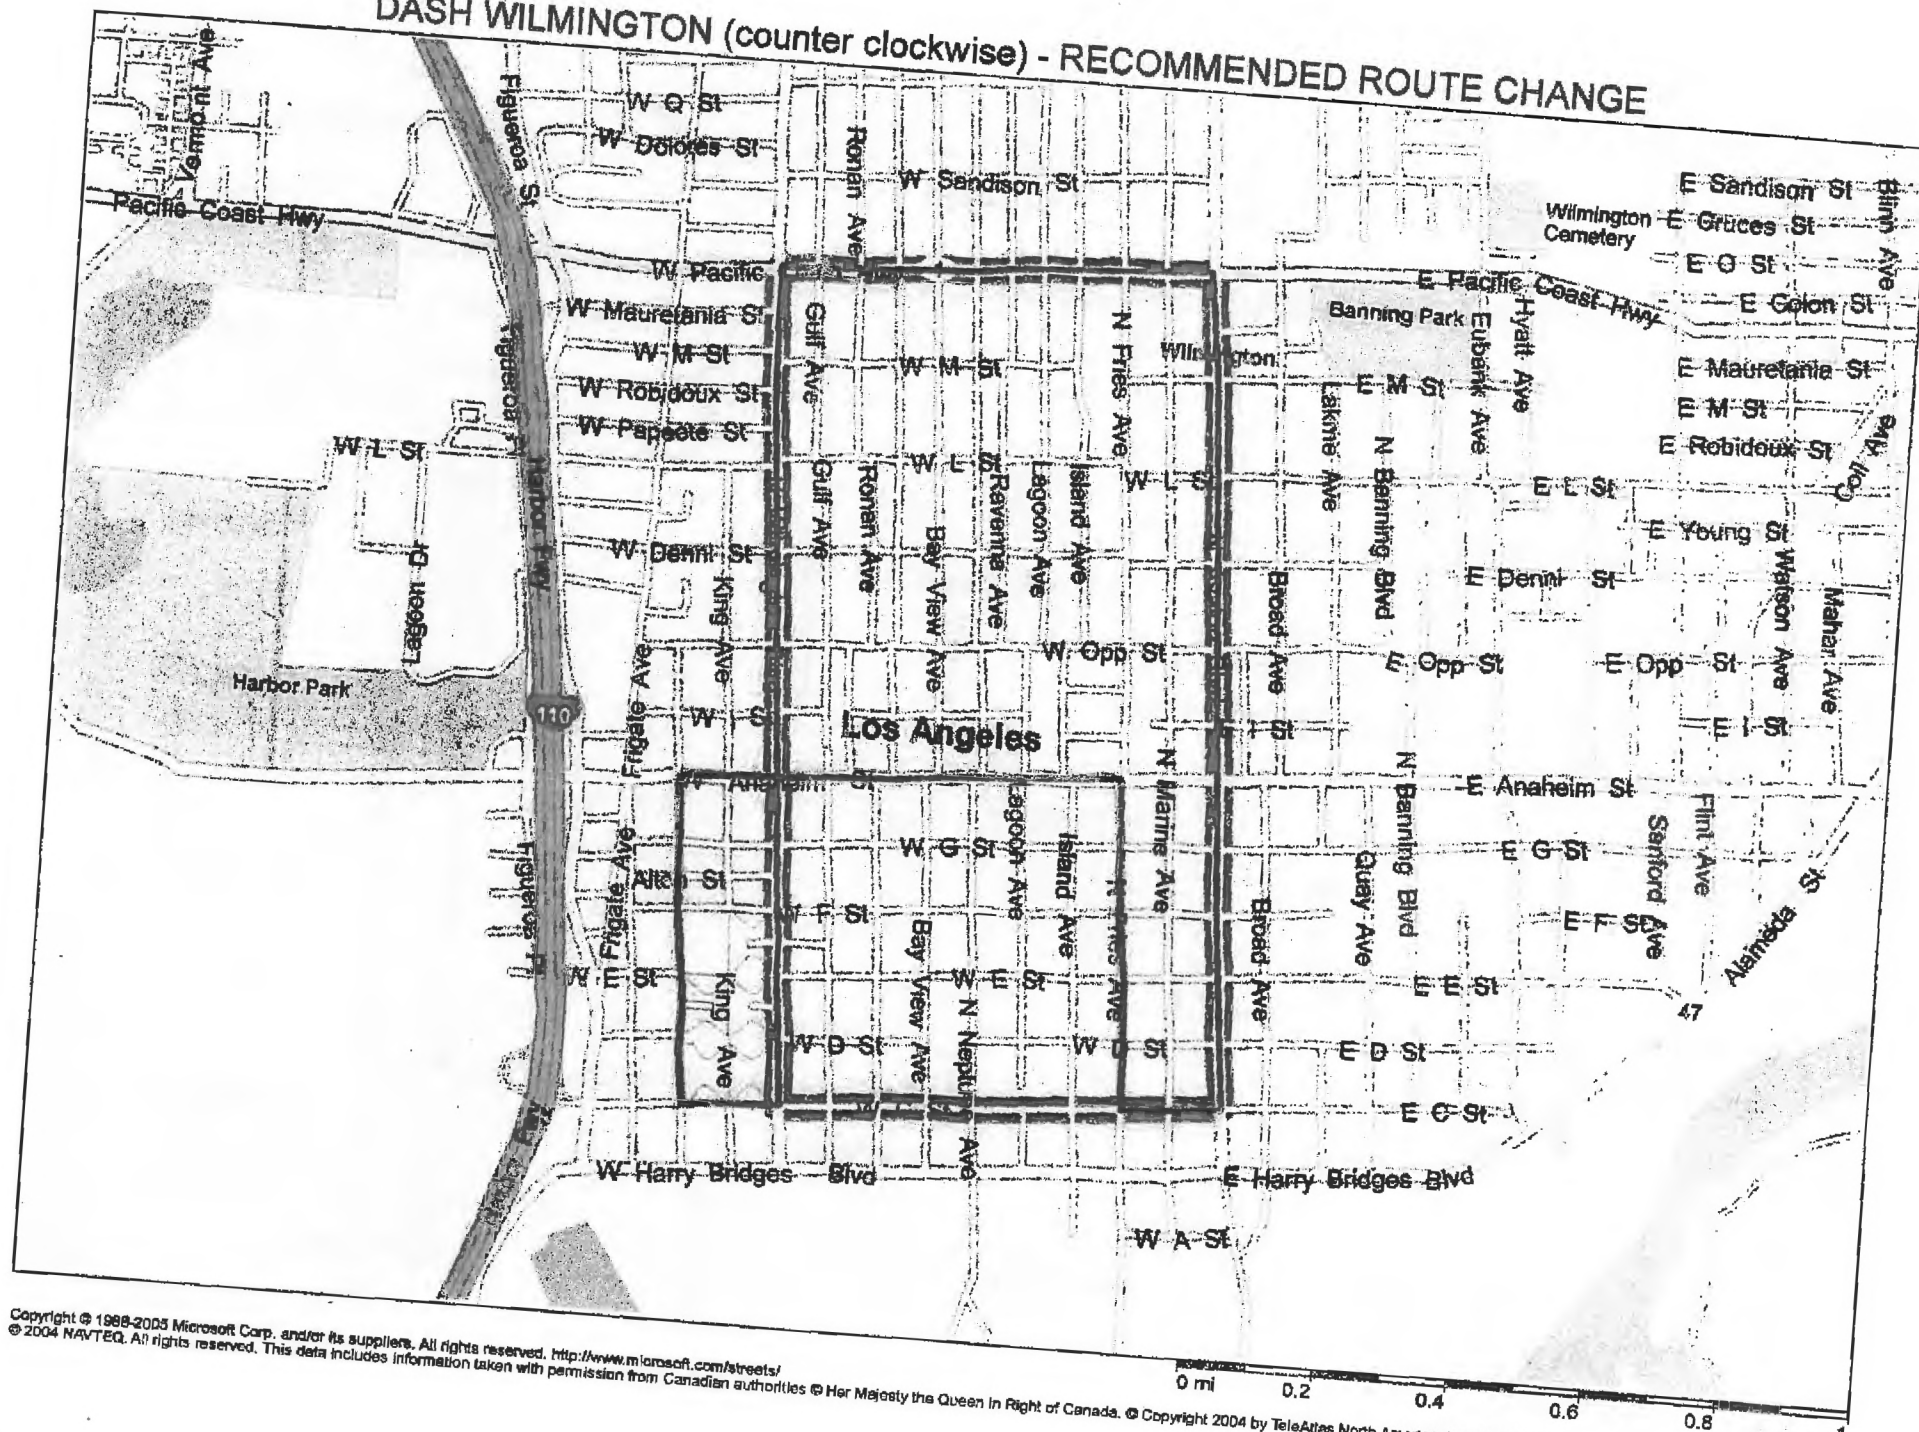 DASH WILMINGTON (counter clockwise) - RECOMMENDED ROUTE CHANGE
Vermont Ave
Figueroa St
W Q St
W Dolores St
Ronan Ave
W Sandison St
E Sandison St
Blinn Ave
Wilmington
Cemetery
E Gruces St
E O St
E Colon St
Pacific Coast Hwy
W Pacific
E Pacific Coast Hwy
W Mauretania St
Gulf Ave
N Fries Ave
Banning Park
Eubank Ave
Hyatt Ave
W M St
W M St
Wilmington
E M St
E Mauretania St
E M St
W Robidoux St
W Papeete St
Lakme Ave
E Robidoux St
W L St
W L St
W L St
E L St
Harbor Fwy
Gulf Ave
Ronan Ave
Bay View Ave
Ravenna Ave
Lagoon Ave
Island Ave
N Banning Blvd
E Young St
Lagoon Dr
W Denni St
King Ave
Broad Ave
E Denni St
Watson Ave
Mahar Ave
Frigate Ave
W Opp St
E Opp St
E Opp St
Harbor Park
110
W I St
Los Angeles
I St
E I St
W Anaheim St
N Marine Ave
N Banning Blvd
E Anaheim St
Frigate Ave
W G St
Lagoon Ave
Island Ave
Quay Ave
E G St
Sanford Ave
Flint Ave
Alameda St
W F St
Broad Ave
E F St
W E St
King Ave
Bay View Ave
W E St
E E St
47
W D St
N Neptune Ave
W D St
E D St
E C St
W Harry Bridges Blvd
E Harry Bridges Blvd
W A St
Copyright © 1988-2005 Microsoft Corp. and/or its suppliers. All rights reserved. http://www.microsoft.com/streets/
© 2004 NAVTEQ. All rights reserved. This data includes information taken with permission from Canadian authorities © Her Majesty the Queen in Right of Canada. © Copyright 2004 by TeleAtlas North
0 mi 0.2 0.4 0.6 0.8